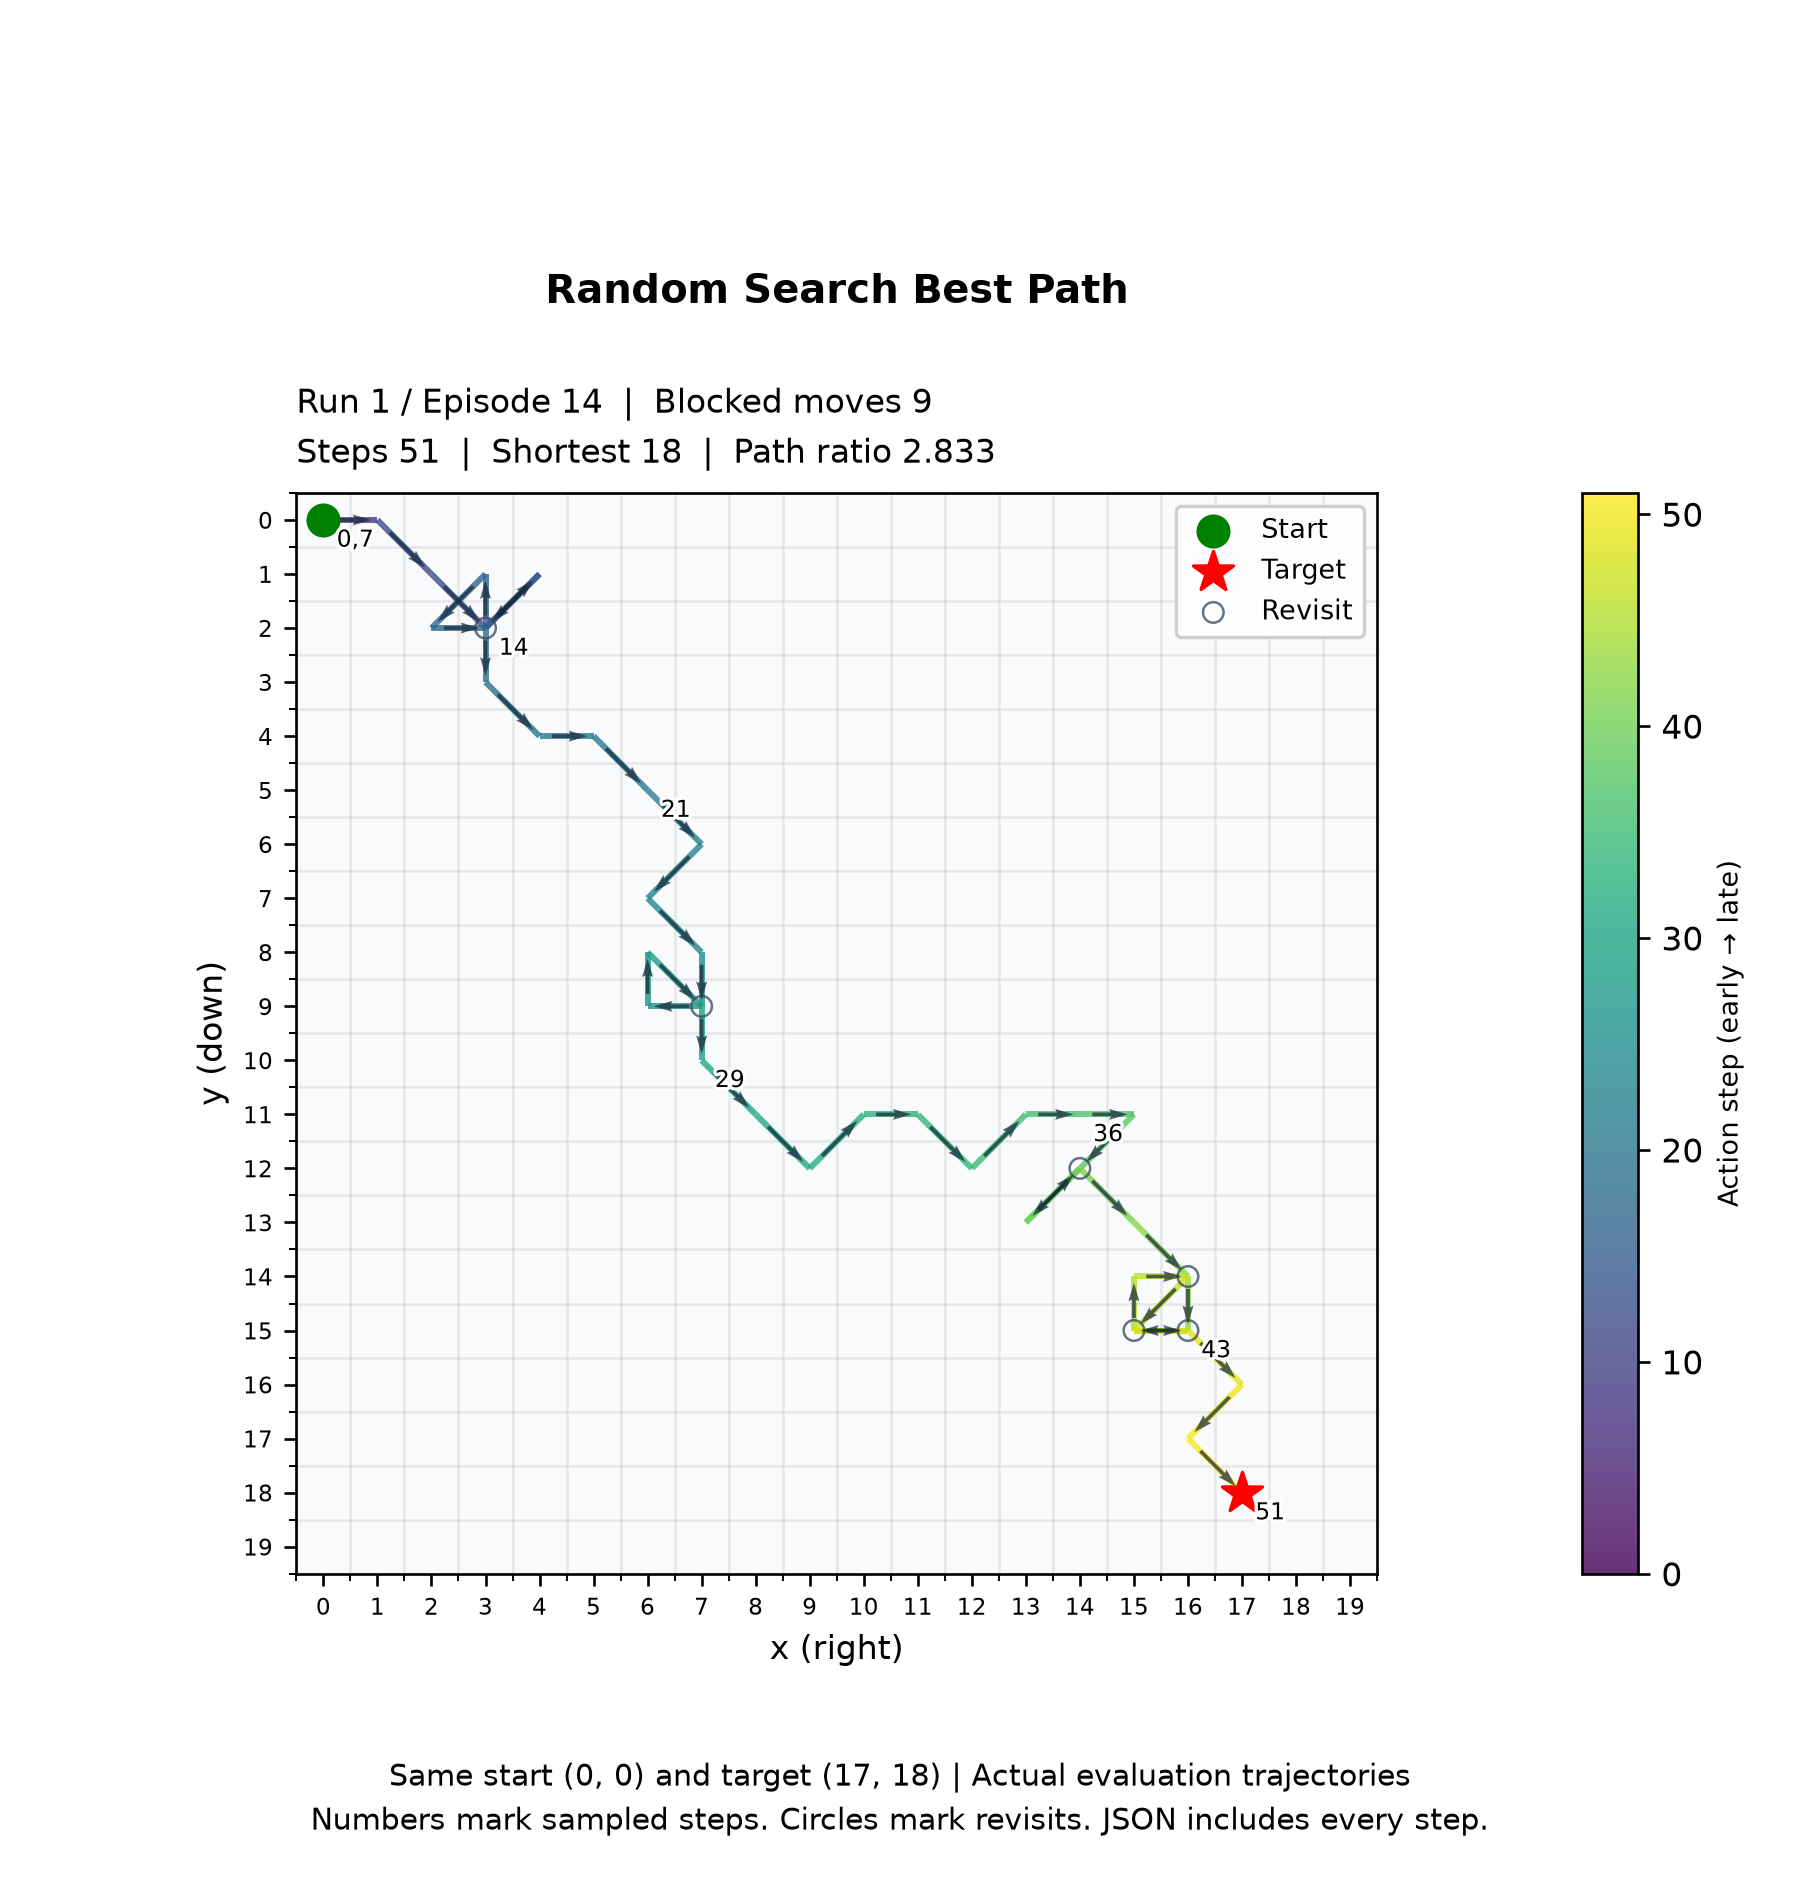 Random Search Best Path
Run 1 / Episode 14 | Blocked moves 9
Steps 51 | Shortest 18 | Path ratio 2.833
Start
Target
Revisit
0,7
14
21
29
36
43
51
0
1
2
3
4
5
6
7
8
9
10
11
12
13
14
15
16
17
18
19
y (down)
0 1 2 3 4 5 6 7 8 9 10 11 12 13 14 15 16 17 18 19
x (right)
50
40
30
20
10
0
Action step (early → late)
Same start (0, 0) and target (17, 18) | Actual evaluation trajectories
Numbers mark sampled steps. Circles mark revisits. JSON includes every step.